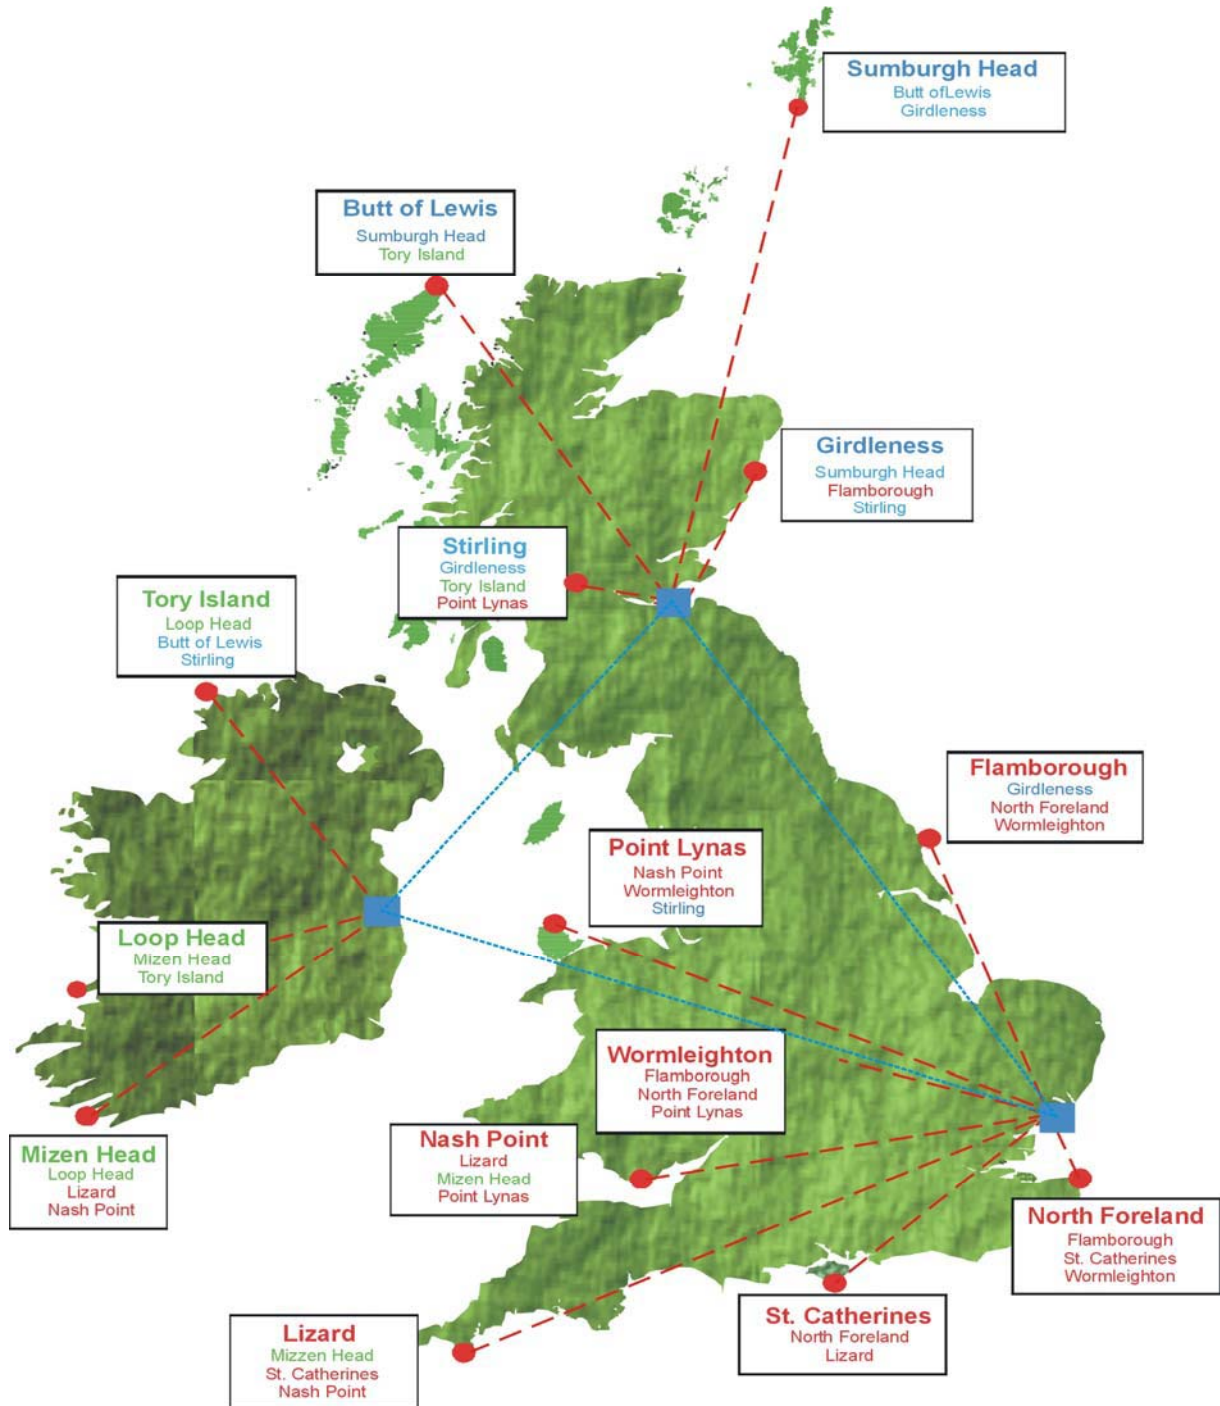 Sumburgh Head
Butt ofLewis
Girdleness
Butt of Lewis
Sumburgh Head
Tory Island
Girdleness
Sumburgh Head
Flamborough
Stirling
Stirling
Girdleness
Tory Island
Point Lynas
Tory Island
Loop Head
Butt of Lewis
Stirling
Flamborough
Girdleness
North Foreland
Wormleighton
Point Lynas
Nash Point
Wormleighton
Stirling
Loop Head
Mizen Head
Tory Island
Wormleighton
Flamborough
North Foreland
Point Lynas
Nash Point
Lizard
Mizen Head
Point Lynas
Mizen Head
Loop Head
Lizard
Nash Point
North Foreland
Flamborough
St. Catherines
Wormleighton
St. Catherines
North Foreland
Lizard
Lizard
Mizzen Head
St. Catherines
Nash Point